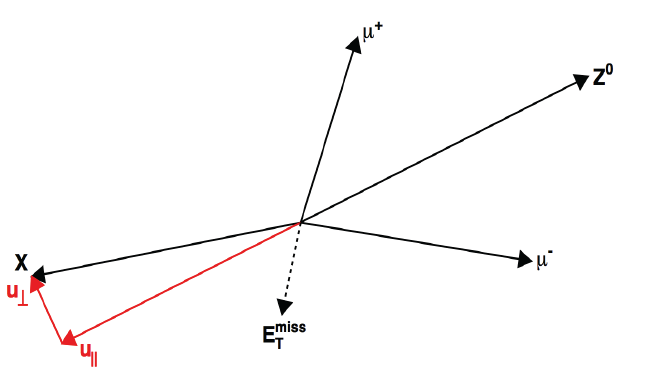 μ⁺
Z⁰
X
μ⁻
u⊥
E_T^miss
u∥